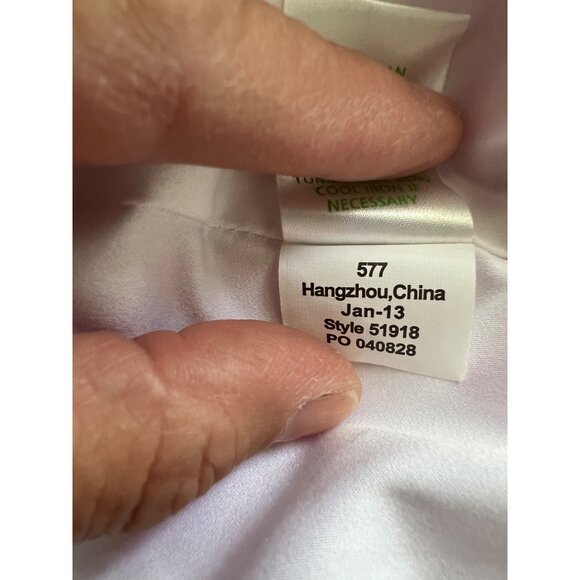 COOL IRON IF
NECESSARY
577
Hangzhou,China
Jan-13
Style 51918
PO 040828